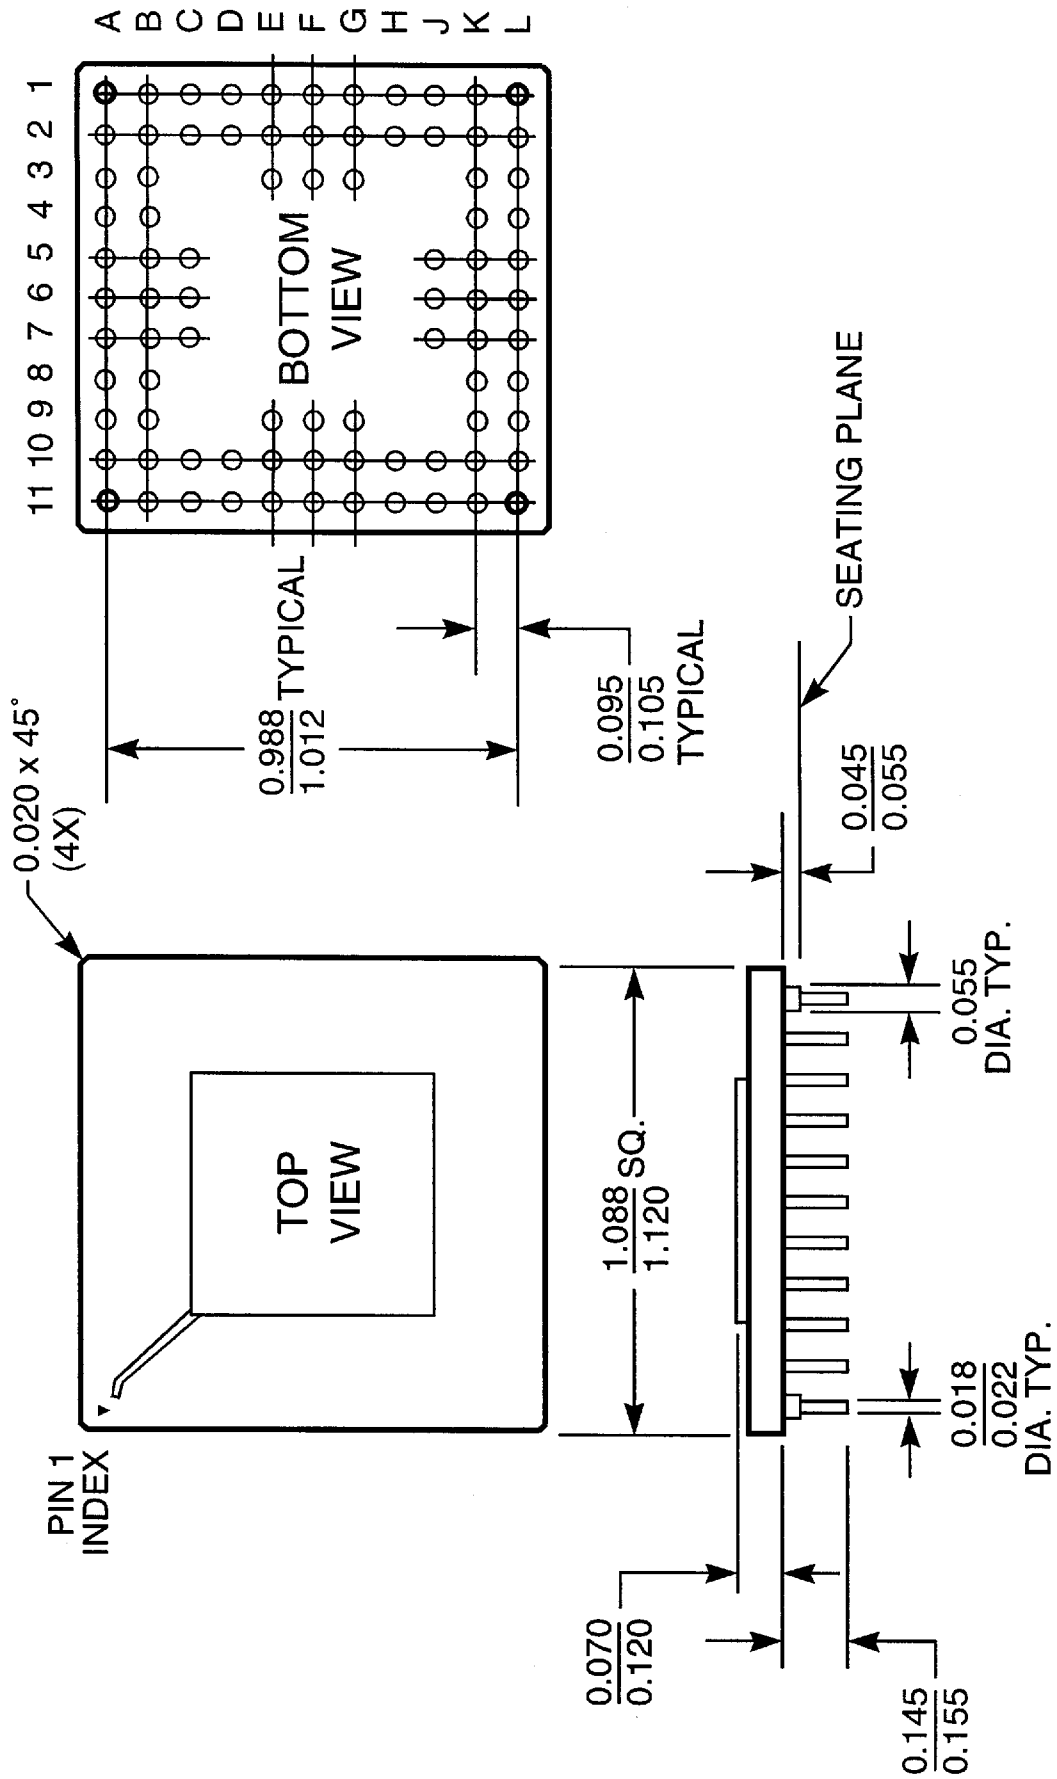 PIN 1
INDEX
TOP
VIEW
0.020 x 45°
(4X)
11 10 9 8 7 6 5 4 3 2 1
A
B
C
D
E
F
G
H
J
K
L
BOTTOM
VIEW
0.988
1.012
TYPICAL
0.095
0.105
TYPICAL
1.088
1.120
SQ.
0.070
0.120
0.145
0.155
0.018
0.022
DIA. TYP.
0.055
DIA. TYP.
0.045
0.055
SEATING PLANE